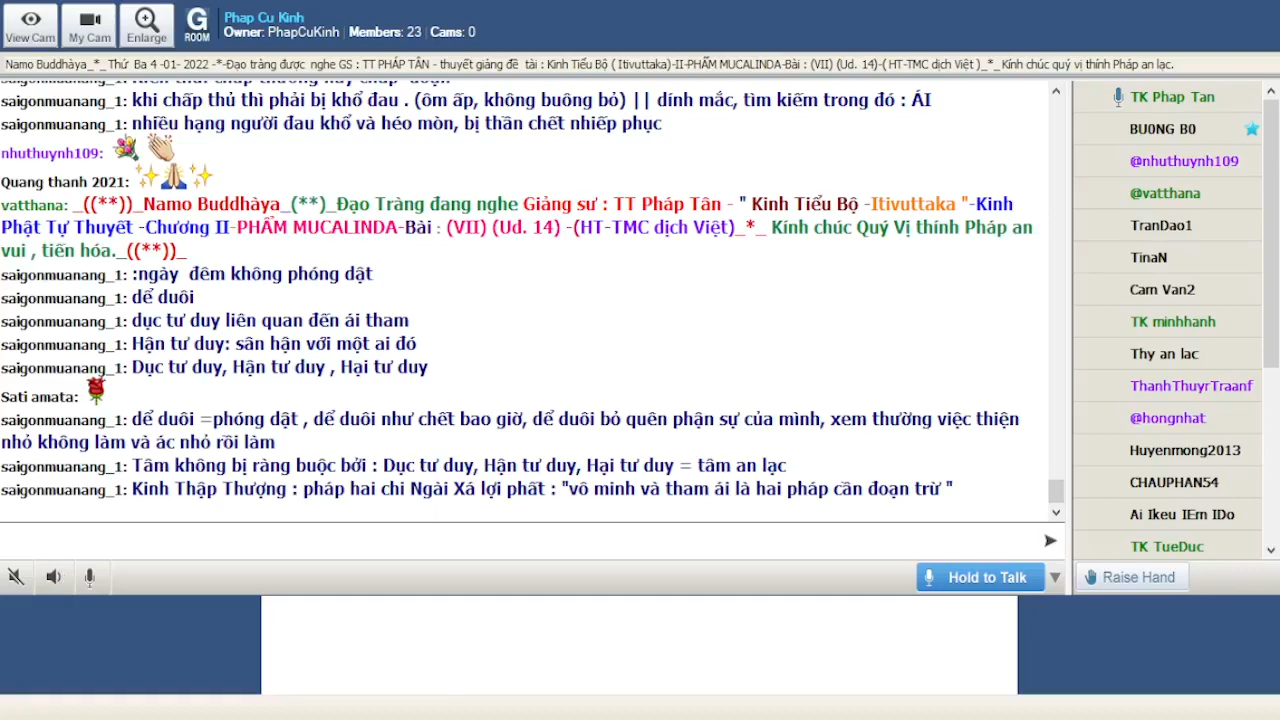 View Cam
My Cam
Enlarge
G
ROOM
Phap Cu Kinh
Owner: PhapCuKinh | Members: 23 | Cams: 0
Namo Buddhàya_*_Thứ Ba 4 -01- 2022 -*-Đạo tràng được nghe GS : TT PHÁP TÂN - thuyết giảng đề tài : Kinh Tiểu Bộ ( Itivuttaka)-II-PHẨM MUCALINDA-Bài : (VII) (Ud. 14)-( HT-TMC dịch Việt )_*_Kính chúc quý vị thính Pháp an lạc.
saigonmuanang_1: khi chấp thủ thì phải bị khổ đau . (ôm ấp, không buông bỏ) || dính mắc, tìm kiếm trong đó : ÁI
saigonmuanang_1: nhiều hạng người đau khổ và héo mòn, bị thần chết nhiếp phục
nhuthuynh109:
Quang thanh 2021:
vatthana: _((**))_Namo Buddhàya_(**)_Đạo Tràng đang nghe Giảng sư : TT Pháp Tân - " Kinh Tiểu Bộ -Itivuttaka "-Kinh
Phật Tự Thuyết -Chương II-PHẨM MUCALINDA-Bài : (VII) (Ud. 14) -(HT-TMC dịch Việt)_*_ Kính chúc Quý Vị thính Pháp an
vui , tiến hóa._((**))_
saigonmuanang_1: :ngày đêm không phóng dật
saigonmuanang_1: dể duôi
saigonmuanang_1: dục tư duy liên quan đến ái tham
saigonmuanang_1: Hận tư duy: sân hận với một ai đó
saigonmuanang_1: Dục tư duy, Hận tư duy , Hại tư duy
Sati amata:
saigonmuanang_1: dể duôi =phóng dật , dể duôi như chết bao giờ, dể duôi bỏ quên phận sự của mình, xem thường việc thiện
nhỏ không làm và ác nhỏ rồi làm
saigonmuanang_1: Tâm không bị ràng buộc bởi : Dục tư duy, Hận tư duy, Hại tư duy = tâm an lạc
saigonmuanang_1: Kinh Thập Thượng : pháp hai chi Ngài Xá lợi phất : "vô minh và tham ái là hai pháp cần đoạn trừ "
TK Phap Tan
BU0NG B0
@nhuthuynh109
@vatthana
TranDao1
TinaN
Cam Van2
TK minhhanh
Thy an lac
ThanhThuyrTraanf
@hongnhat
Huyenmong2013
CHAUPHAN54
Ai Ikeu IEm IDo
TK TueDuc
Hold to Talk
Raise Hand